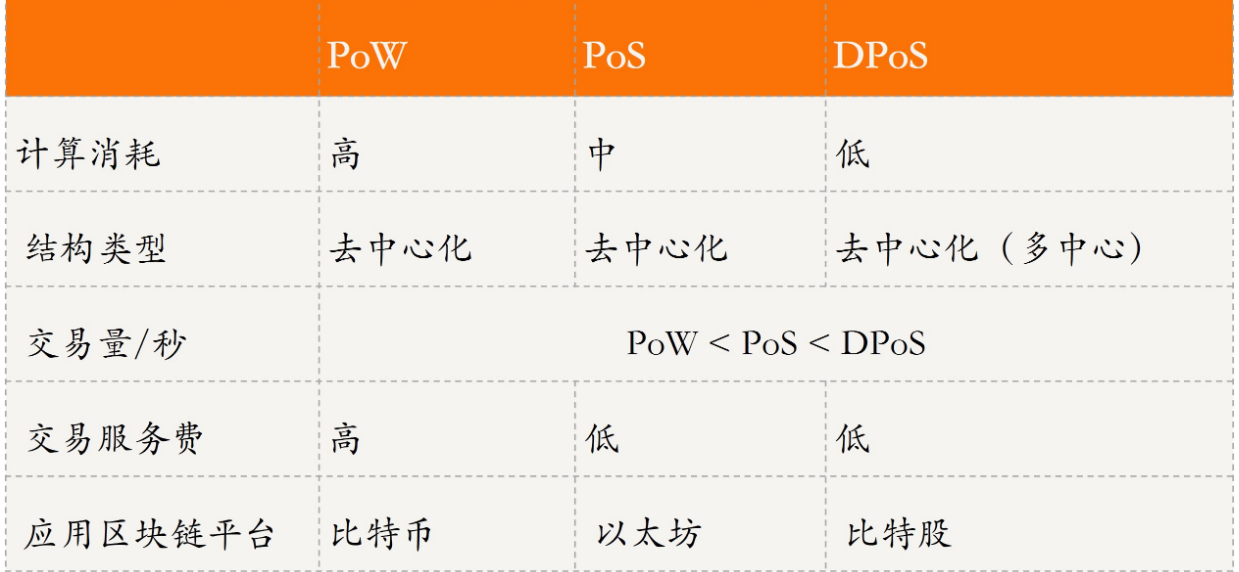 PoW PoS DPoS
计算消耗 高 中 低
结构类型 去中心化 去中心化 去中心化（多中心）
交易量/秒 PoW < PoS < DPoS
交易服务费 高 低 低
应用区块链平台 比特币 以太坊 比特股